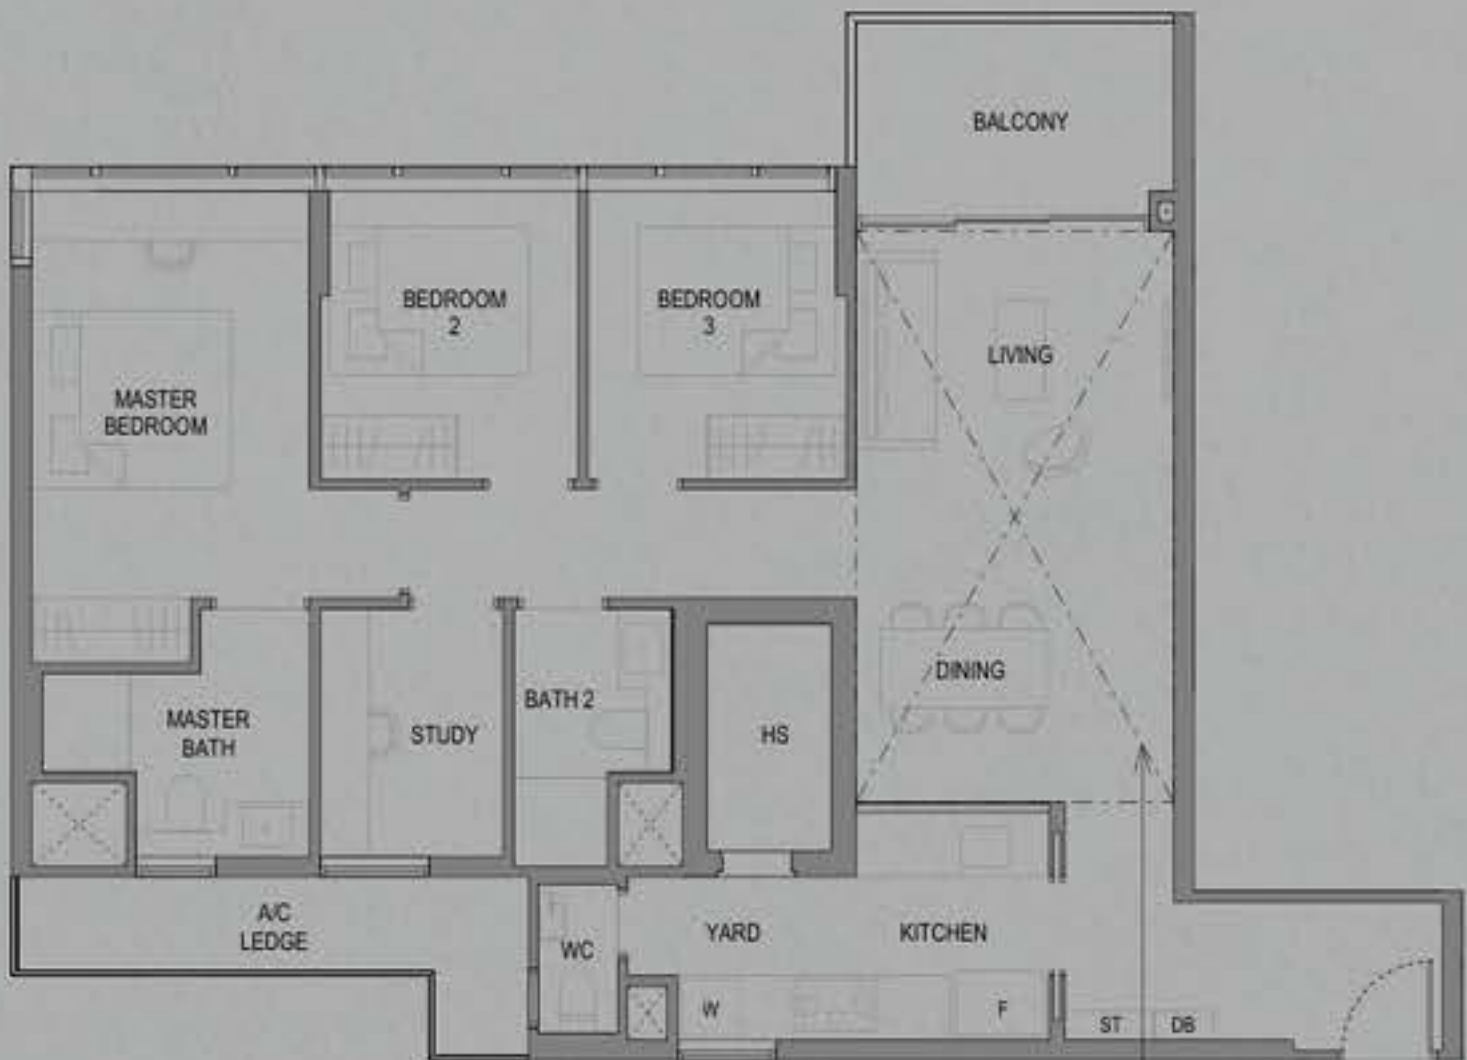 BALCONY
BEDROOM
2
BEDROOM
3
LIVING
MASTER
BEDROOM
DINING
MASTER
BATH
STUDY
BATH 2
HS
A/C
LEDGE
WC
YARD
KITCHEN
W
F
ST
DB